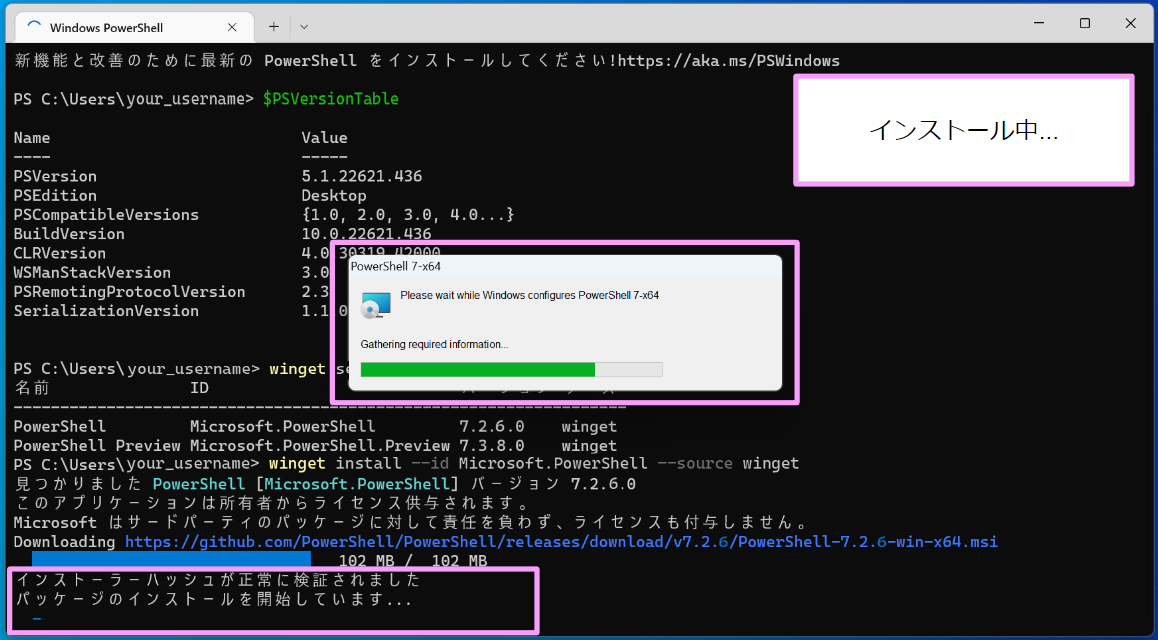 Windows PowerShell
新機能と改善のために最新の PowerShell をインストールしてください!https://aka.ms/PSWindows
PS C:\Users\your_username> $PSVersionTable
インストール中...
Name Value
---- -----
PSVersion 5.1.22621.436
PSEdition Desktop
PSCompatibleVersions {1.0, 2.0, 3.0, 4.0...}
BuildVersion 10.0.22621.436
CLRVersion 4.0.30319.42000
WSManStackVersion 3.0
PSRemotingProtocolVersion 2.3
SerializationVersion 1.1.0
PowerShell 7-x64
Please wait while Windows configures PowerShell 7-x64
Gathering required information...
PS C:\Users\your_username> winget se
名前 ID
-------------------------------------------------------------------
PowerShell Microsoft.PowerShell 7.2.6.0 winget
PowerShell Preview Microsoft.PowerShell.Preview 7.3.8.0 winget
PS C:\Users\your_username> winget install --id Microsoft.PowerShell --source winget
見つかりました PowerShell [Microsoft.PowerShell] バージョン 7.2.6.0
このアプリケーションは所有者からライセンス供与されます。
Microsoft はサードパーティのパッケージに対して責任を負わず、ライセンスも付与しません。
Downloading https://github.com/PowerShell/PowerShell/releases/download/v7.2.6/PowerShell-7.2.6-win-x64.msi
102 MB / 102 MB
インストーラーハッシュが正常に検証されました
パッケージのインストールを開始しています...